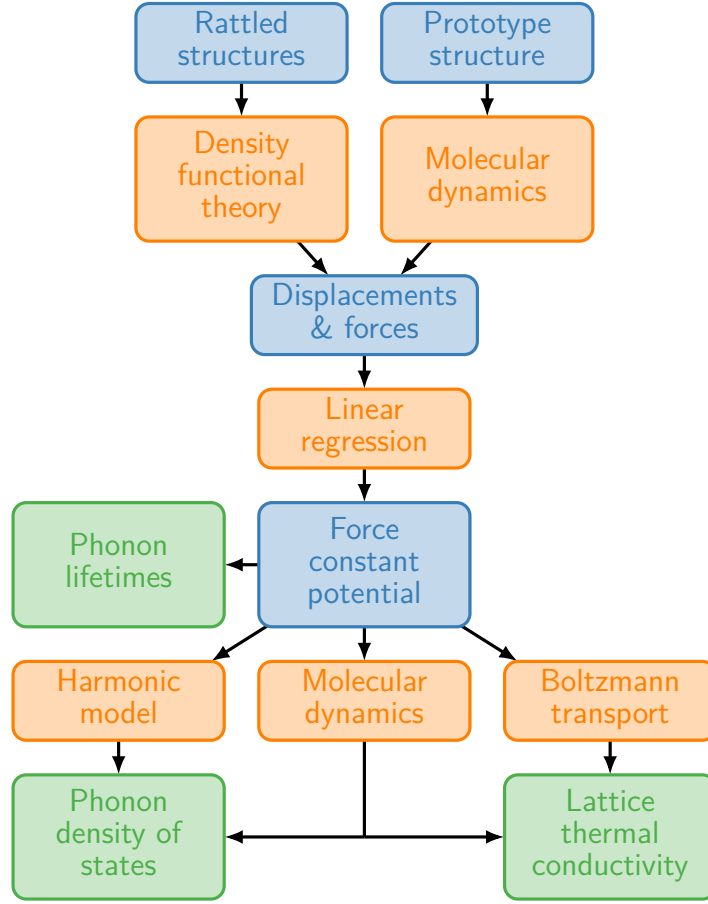 Rattled
structures
Prototype
structure
Density
functional
theory
Molecular
dynamics
Displacements
& forces
Linear
regression
Phonon
lifetimes
Force
constant
potential
Harmonic
model
Molecular
dynamics
Boltzmann
transport
Phonon
density of
states
Lattice
thermal
conductivity